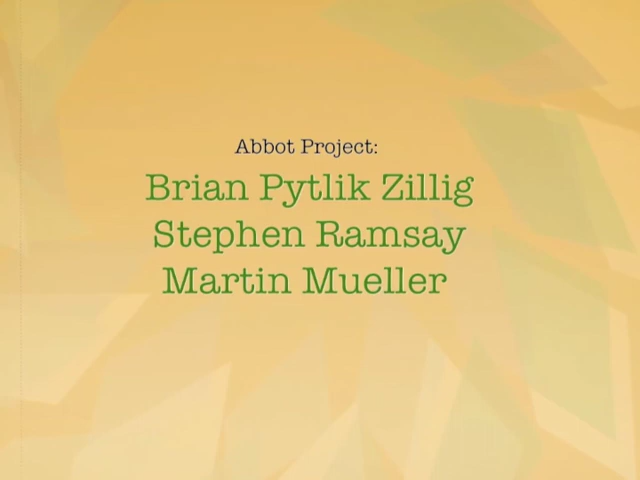 Abbot Project:
Brian Pytlik Zillig
Stephen Ramsay
Martin Mueller